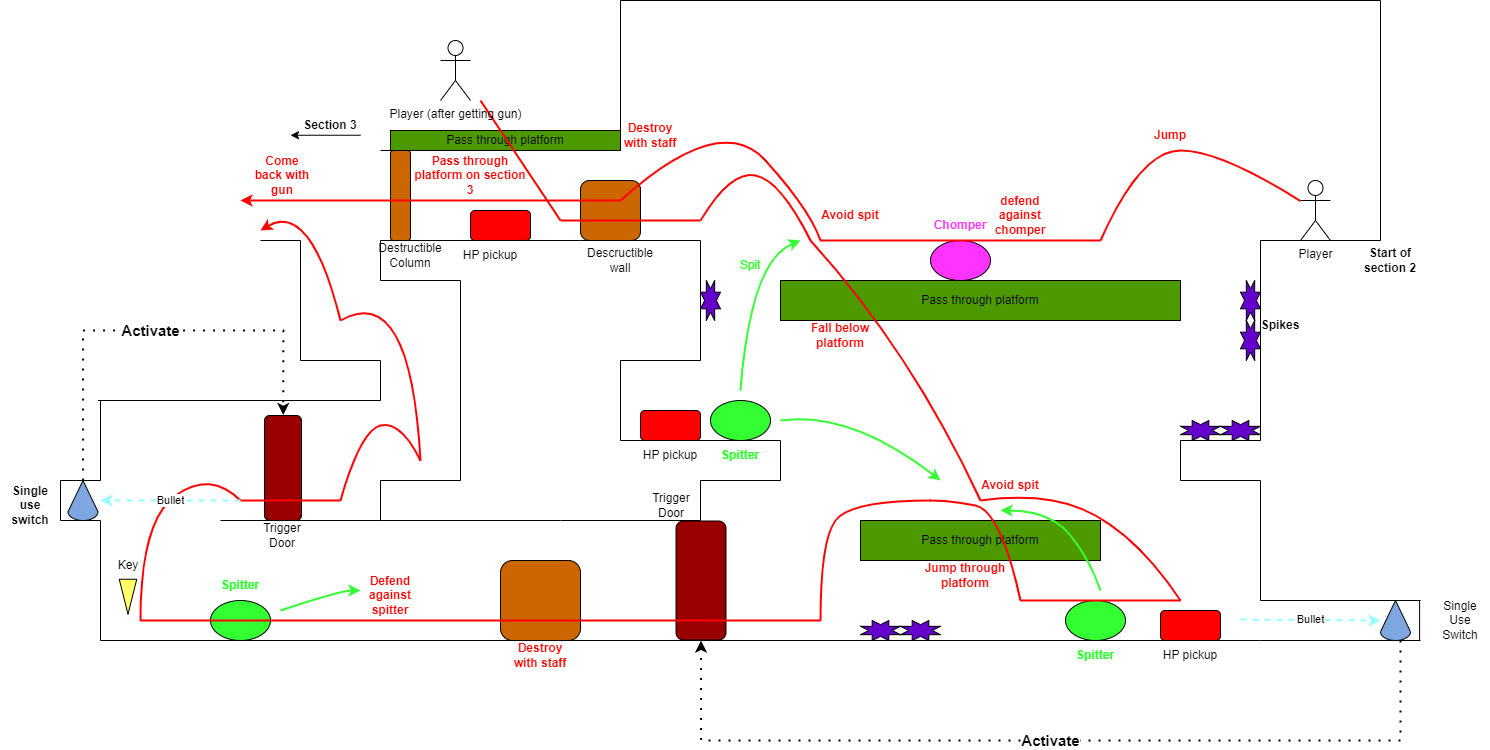 Player (after getting gun)
Section 3
Pass through platform
Destroy
with staff
Jump
Come
back with
gun
Pass through
platform on section
3
Avoid spit
defend
against
chomper
Chomper
Destructible
Column
HP pickup
Descructible
wall
Player
Start of
section 2
Spit
Pass through platform
Spikes
Fall below
platform
Activate
HP pickup
Spitter
Single
use
switch
Bullet
Trigger
Door
Trigger
Door
Avoid spit
Pass through platform
Jump through
platform
Key
Spitter
Defend
against
spitter
Destroy
with staff
Spitter
HP pickup
Bullet
Single
Use
Switch
Activate